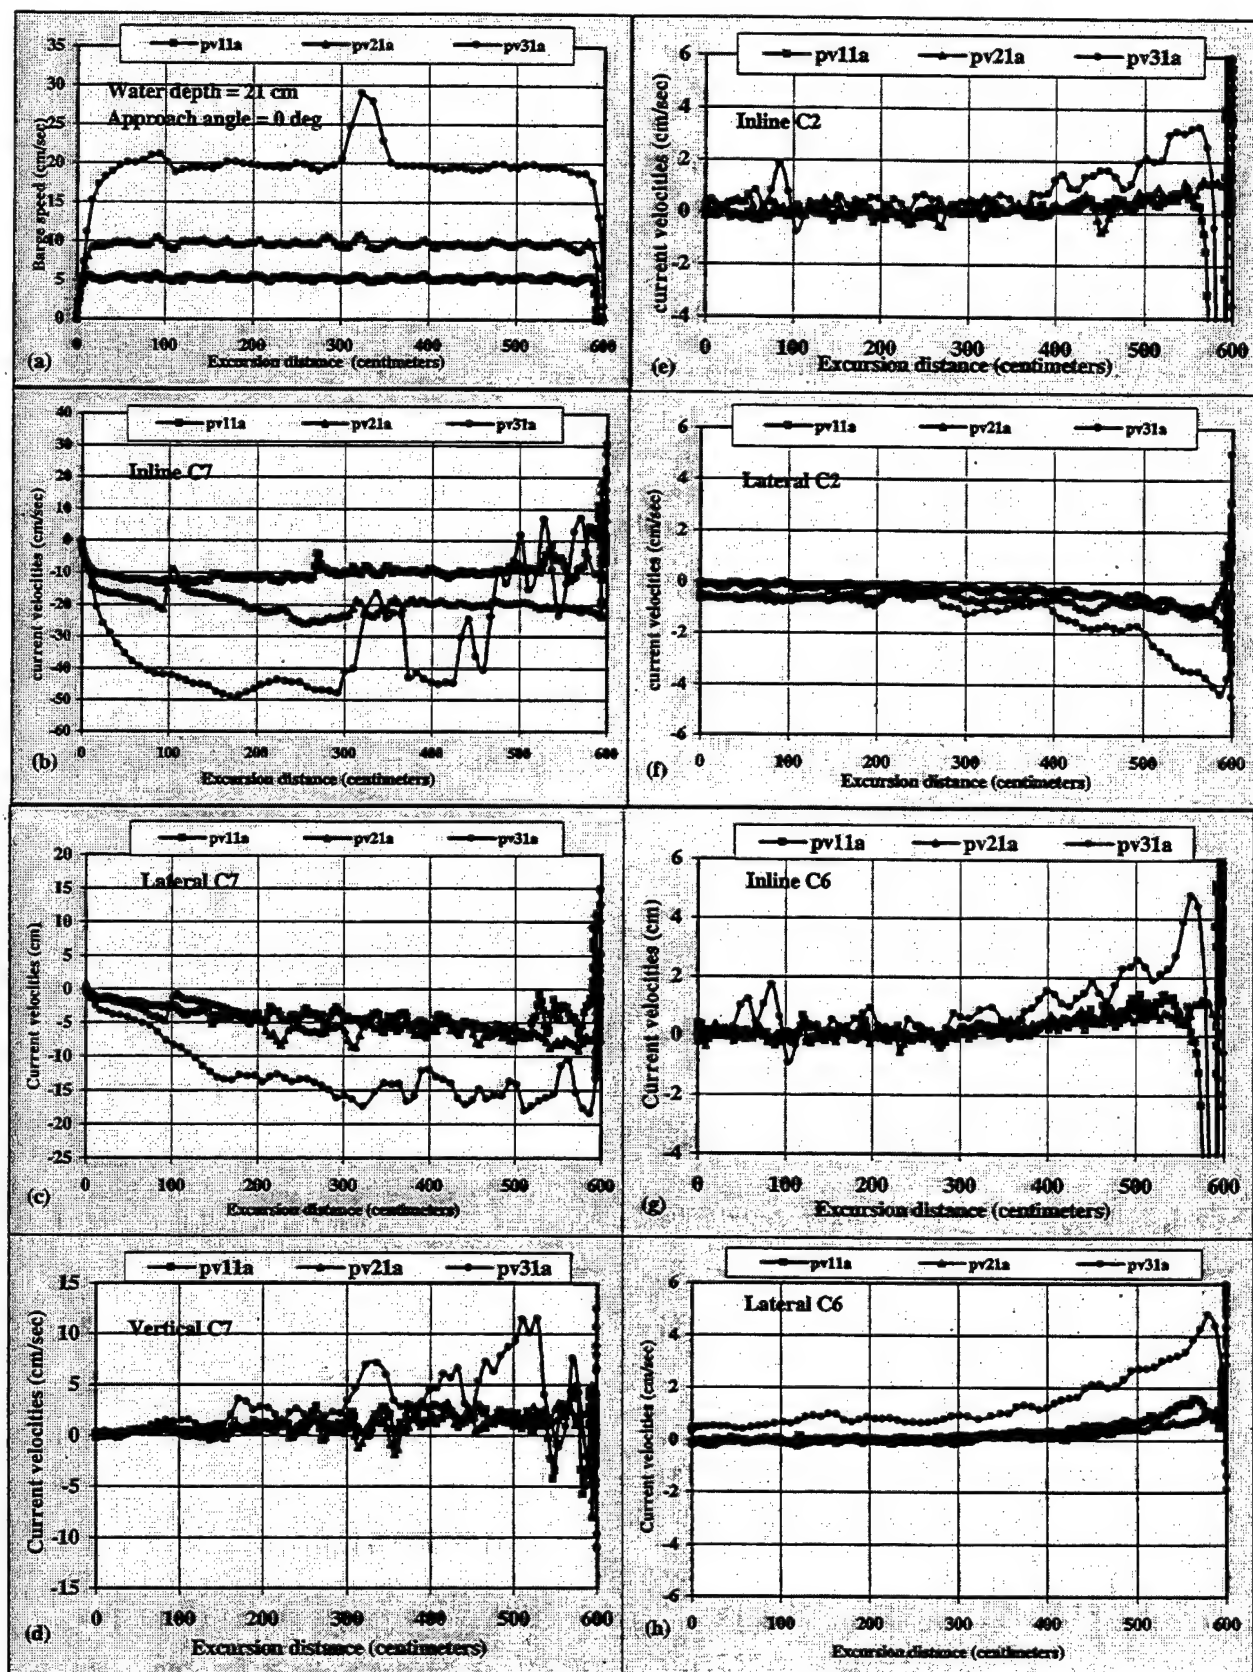 pv11a pv21a pv31a
35
30
25
20
15
10
5
0
Water depth = 21 cm
Approach angle = 0 deg
Barge speed (cm/sec)
0 100 200 300 400 500 600
(a) Excursion distance (centimeters)
pv11a pv21a pv31a
40
30
20
10
0
-10
-20
-30
-40
-50
-60
Inline C7
current velocities (cm/sec)
0 100 200 300 400 500 600
(b) Excursion distance (centimeters)
pv11a pv21a pv31a
20
15
10
5
0
-5
-10
-15
-20
-25
Lateral C7
Current velocities (cm)
0 100 200 300 400 500 600
(c) Excursion distance (centimeters)
pv11a pv21a pv31a
15
10
5
0
-5
-10
-15
Vertical C7
Current velocities (cm/sec)
0 100 200 300 400 500 600
(d) Excursion distance (centimeters)
pv11a pv21a pv31a
6
4
2
0
-2
-4
Inline C2
current velocities (cm/sec)
0 100 200 300 400 500 600
(e) Excursion distance (centimeters)
pv11a pv21a pv31a
6
4
2
0
-2
-4
-6
Lateral C2
current velocities (cm/sec)
0 100 200 300 400 500 600
(f) Excursion distance (centimeters)
pv11a pv21a pv31a
6
4
2
0
-2
-4
Inline C6
Current velocities (cm)
0 100 200 300 400 500 600
(g) Excursion distance (centimeters)
pv11a pv21a pv31a
6
4
2
0
-2
-4
-6
Lateral C6
Current velocities (cm/sec)
0 100 200 300 400 500 600
(h) Excursion distance (centimeters)